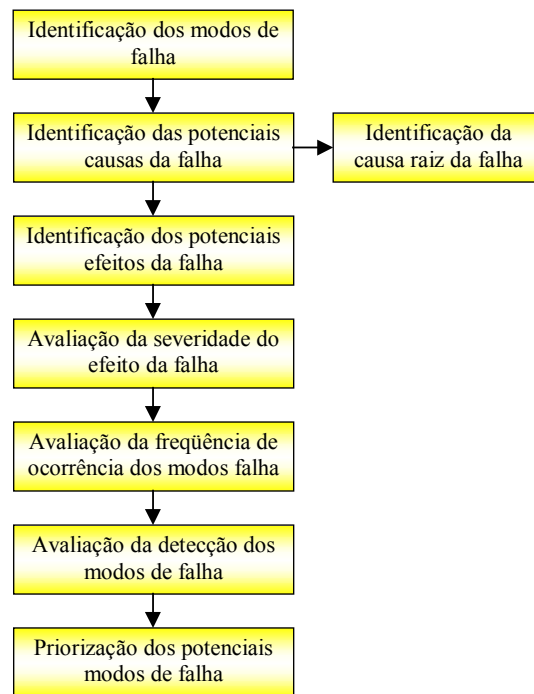 Identificação dos modos de
falha
Identificação das potenciais
causas da falha
Identificação da
causa raiz da falha
Identificação dos potenciais
efeitos da falha
Avaliação da severidade do
efeito da falha
Avaliação da freqüência de
ocorrência dos modos falha
Avaliação da detecção dos
modos de falha
Priorização dos potenciais
modos de falha